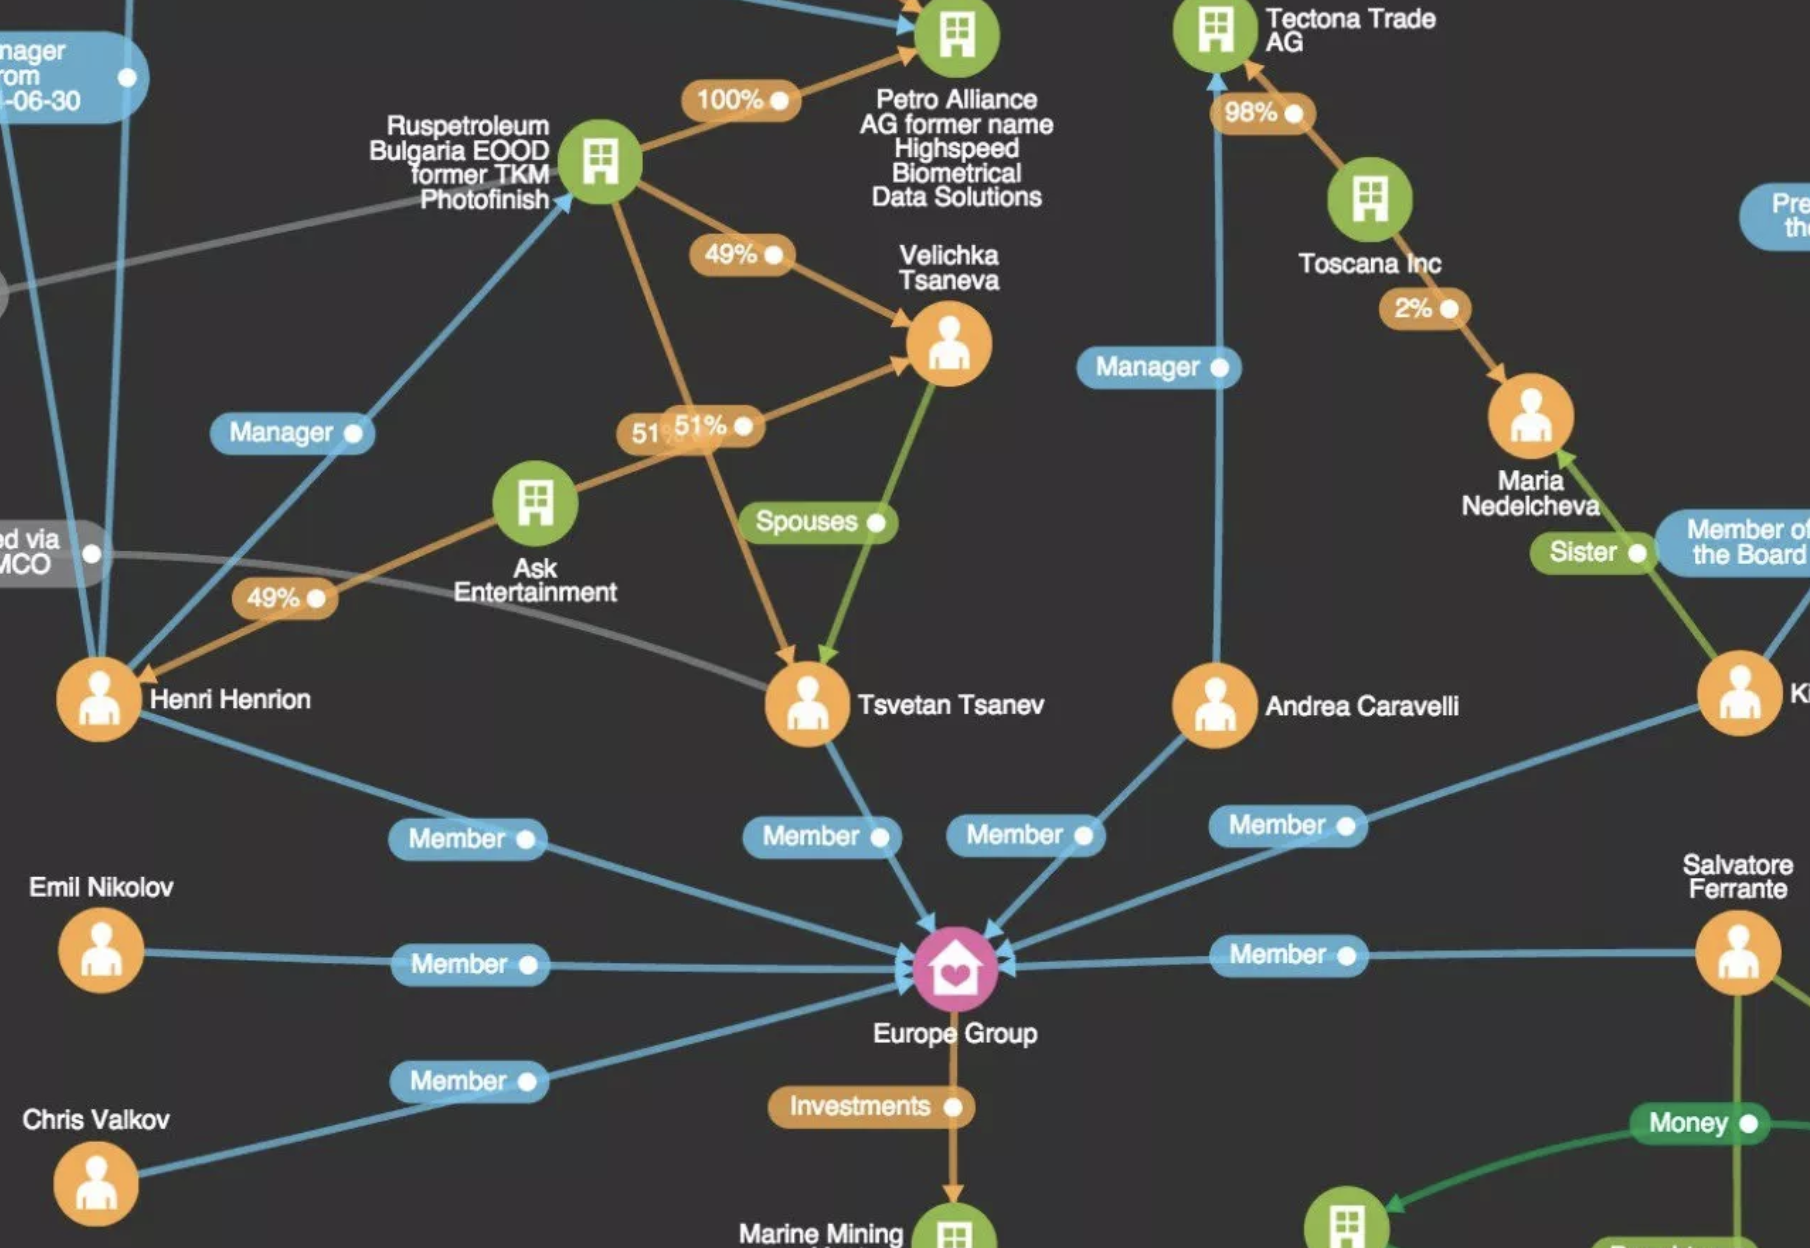 nager
rom
-06-30
Ruspetroleum
Bulgaria EOOD
former TKM
Photofinish
100%
Petro Alliance
AG former name
Highspeed
Biometrical
Data Solutions
Tectona Trade
AG
98%
Toscana Inc
2%
Pre
the
49%
Velichka
Tsaneva
Manager
Manager
51%
51%
Spouses
Maria
Nedelcheva
Sister
Member of
the Board
ed via
MCO
Ask
Entertainment
49%
Henri Henrion
Tsvetan Tsanev
Andrea Caravelli
Ki
Member
Member
Member
Member
Emil Nikolov
Salvatore
Ferrante
Member
Member
Europe Group
Member
Investments
Chris Valkov
Money
Marine Mining